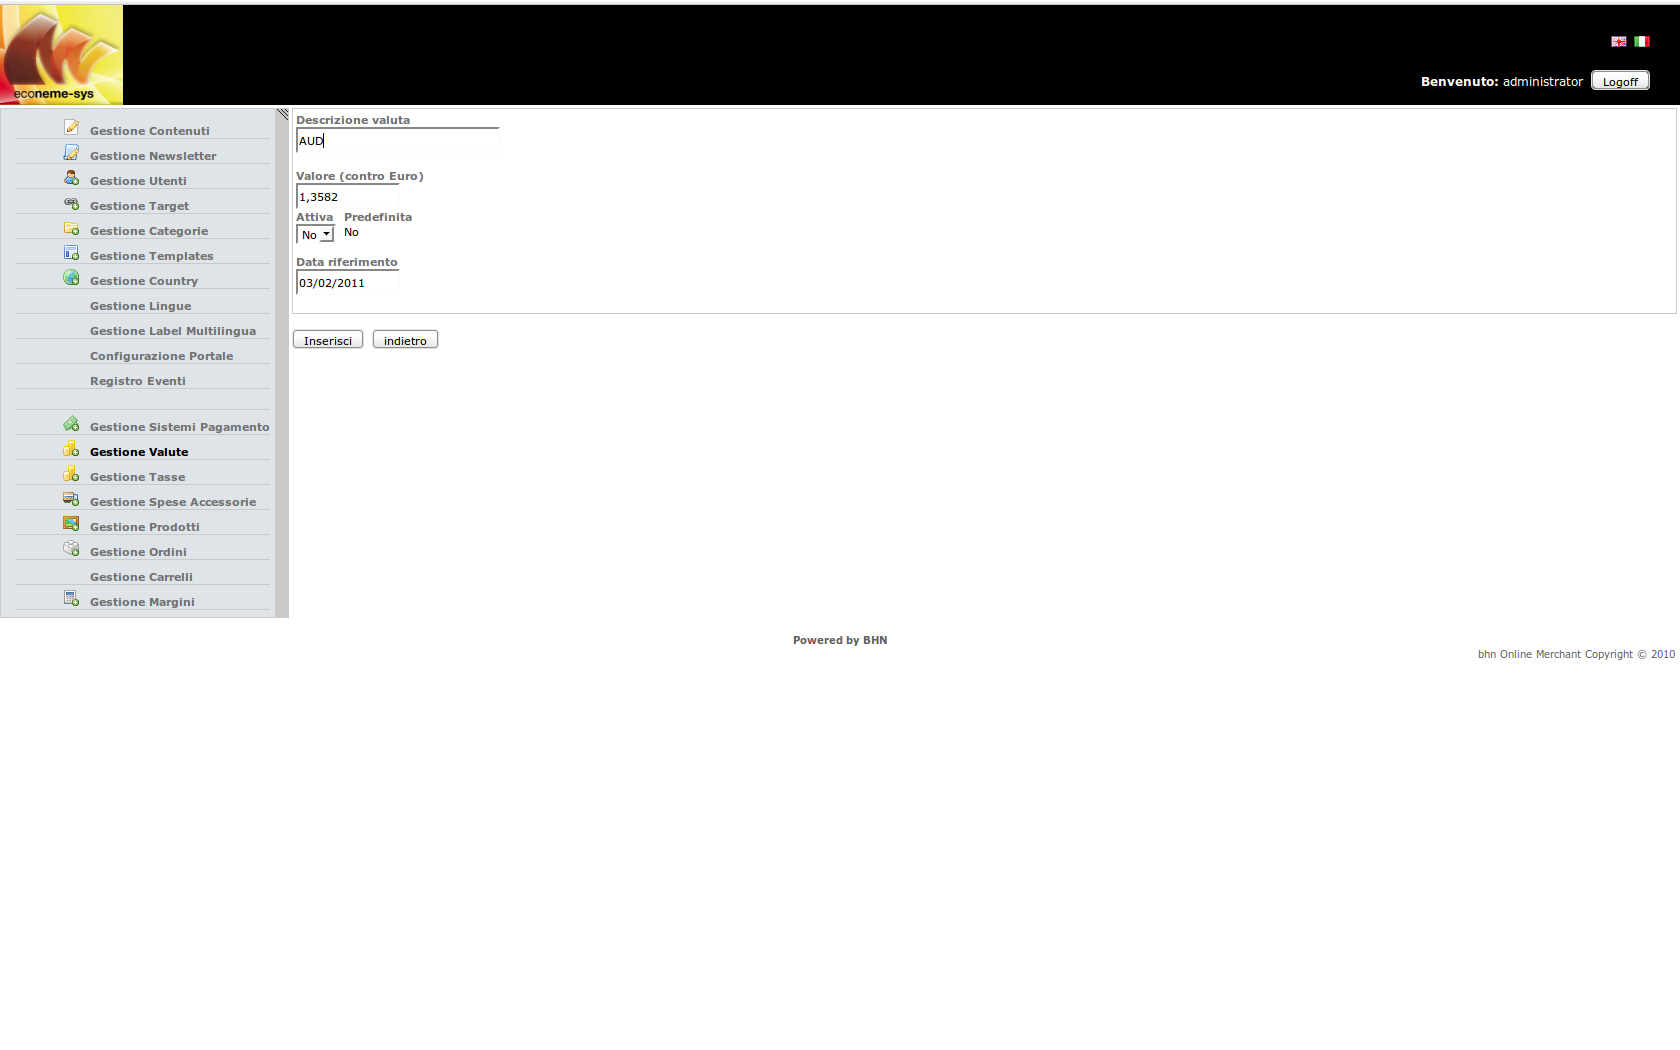 econeme-sys
Benvenuto: administrator Logoff
Gestione Contenuti
Gestione Newsletter
Gestione Utenti
Gestione Target
Gestione Categorie
Gestione Templates
Gestione Country
Gestione Lingue
Gestione Label Multilingua
Configurazione Portale
Registro Eventi
Gestione Sistemi Pagamento
Gestione Valute
Gestione Tasse
Gestione Spese Accessorie
Gestione Prodotti
Gestione Ordini
Gestione Carrelli
Gestione Margini
Descrizione valuta
AUD
Valore (contro Euro)
1,3582
Attiva Predefinita
No No
Data riferimento
03/02/2011
Inserisci indietro
Powered by BHN
bhn Online Merchant Copyright © 2010